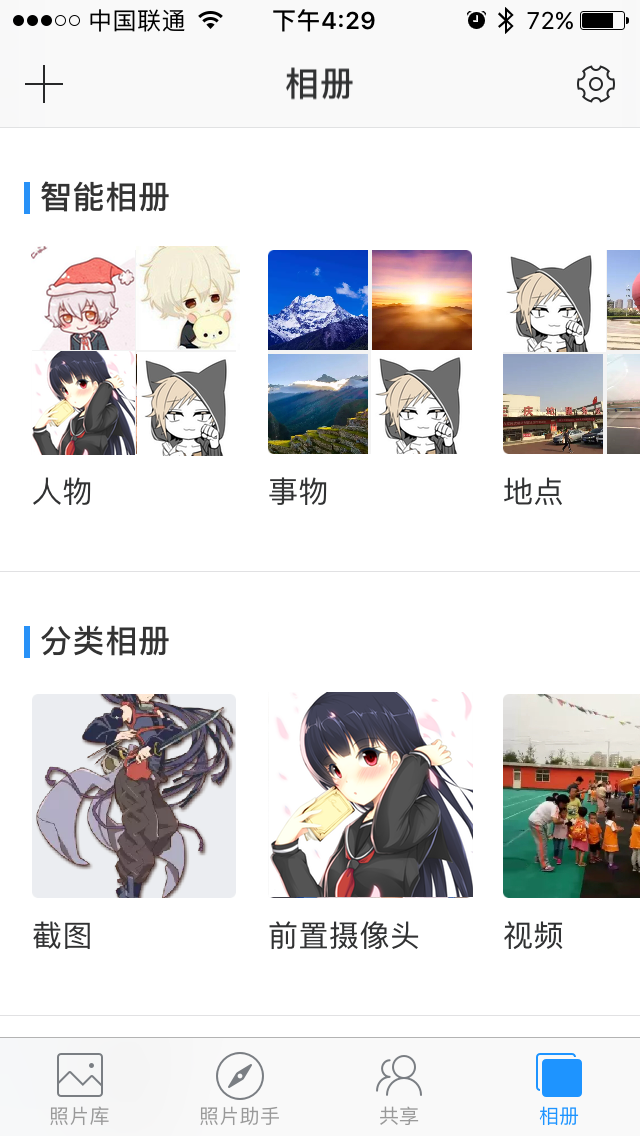 中国联通 下午4:29 72%
相册
智能相册
人物 事物 地点
分类相册
截图 前置摄像头 视频
照片库 照片助手 共享 相册